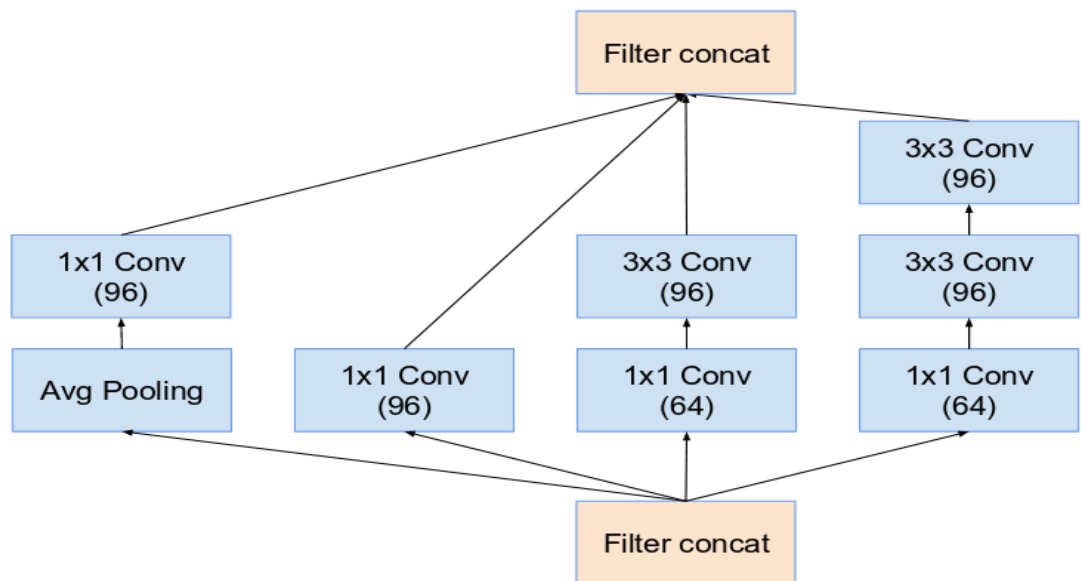 Filter concat
3x3 Conv
(96)
1x1 Conv
(96)
3x3 Conv
(96)
3x3 Conv
(96)
Avg Pooling
1x1 Conv
(96)
1x1 Conv
(64)
1x1 Conv
(64)
Filter concat